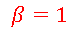 β = 1